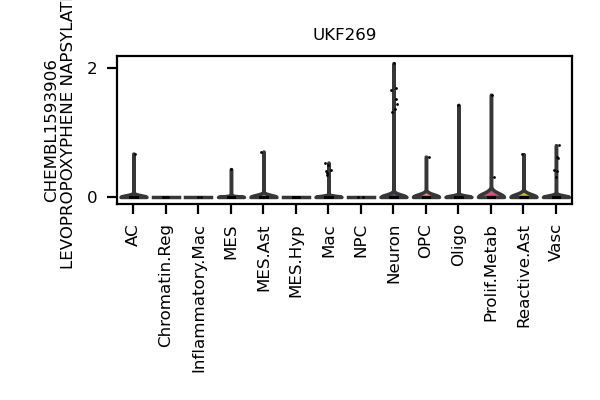 UKF269
CHEMBL1593906
LEVOPROPOXYPHENE NAPSYLAT
2
0
AC
Chromatin.Reg
Inflammatory.Mac
MES
MES.Ast
MES.Hyp
Mac
NPC
Neuron
OPC
Oligo
Prolif.Metab
Reactive.Ast
Vasc